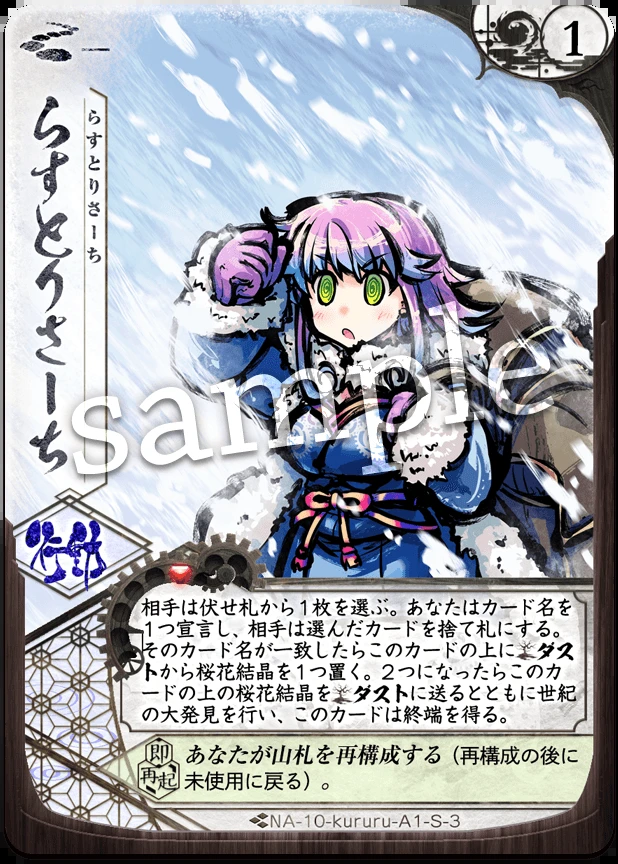 1
らすとりさーち
らすとりさーち
行動
sample
相手は伏せ札から1枚を選ぶ。あなたはカード名を
1つ宣言し、相手は選んだカードを捨て札にする。
そのカード名が一致したらこのカードの上にダス
トから桜花結晶を1つ置く。2つになったらこのカ
ードの上の桜花結晶をダストに送るとともに世紀
の大発見を行い、このカードは終端を得る。
即再起 あなたが山札を再構成する（再構成の後に
未使用に戻る）。
NA-10-kururu-A1-S-3